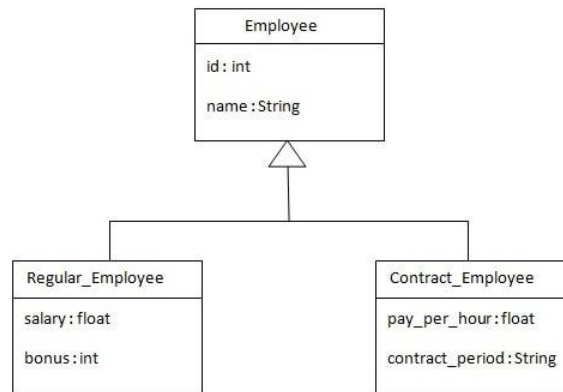 Employee
id : int
name : String
Regular_Employee
salary : float
bonus : int
Contract_Employee
pay_per_hour : float
contract_period : String